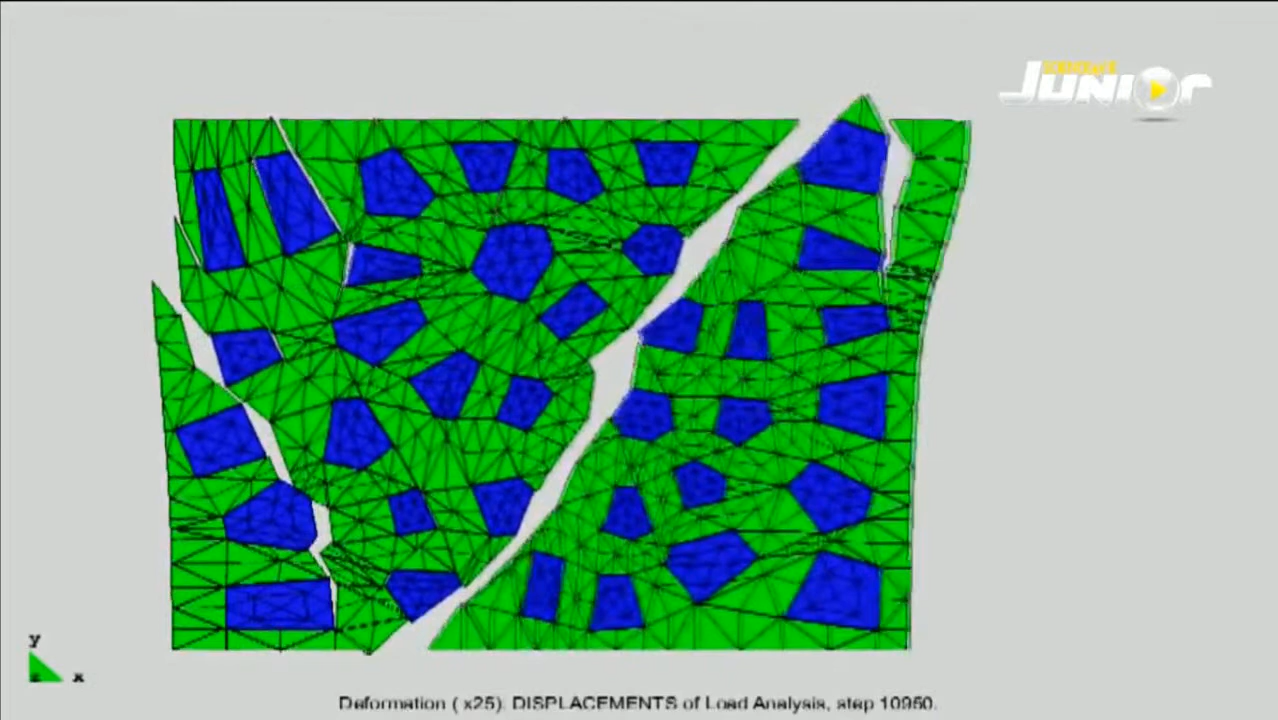 JUNIOR
y
x
Deformation ( x25). DISPLACEMENTS of Load Analysis, step 10950.